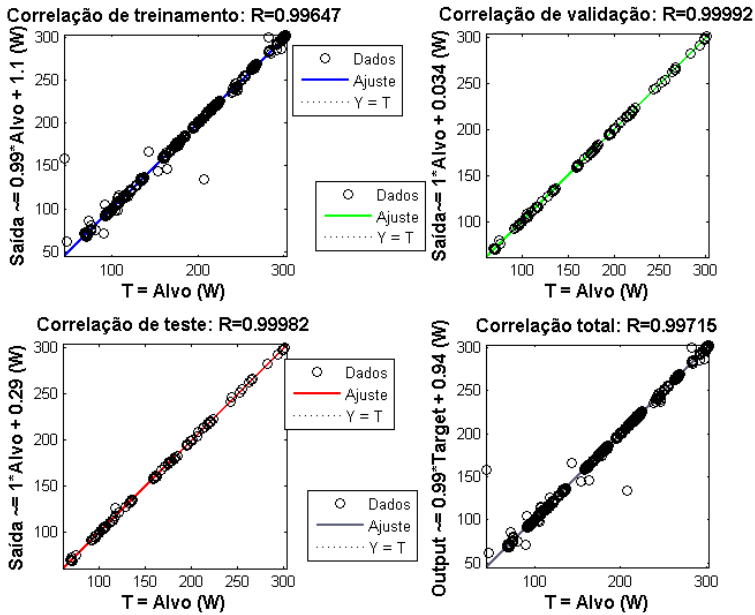 Correlação de treinamento: R=0.99647
Saída ~= 0.99*Alvo + 1.1 (W)
300
250
200
150
100
50
100
200
300
T = Alvo (W)
Dados
Ajuste
Y = T
Correlação de validação: R=0.99992
Saída~= 1*Alvo + 0.034 (W)
300
250
200
150
100
100
150
200
250
300
T = Alvo (W)
Dados
Ajuste
Y = T
Correlação de teste: R=0.99982
Saída ~= 1*Alvo + 0.29 (W)
300
250
200
150
100
100
150
200
250
300
T = Alvo (W)
Dados
Ajuste
Y = T
Correlação total: R=0.99715
Output ~= 0.99*Target + 0.94 (W)
300
250
200
150
100
50
100
200
300
T = Alvo (W)
Dados
Ajuste
Y = T